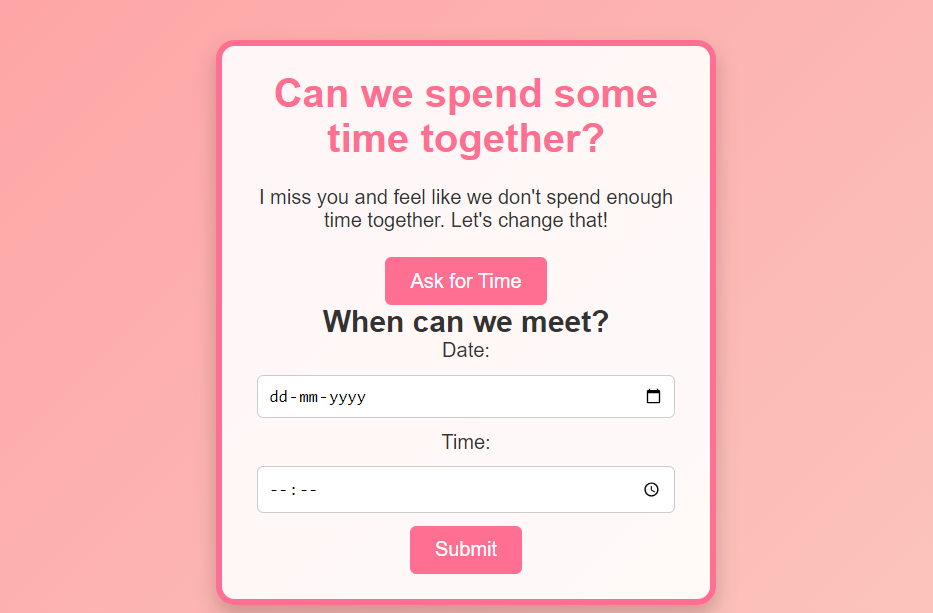 Can we spend some
time together?
I miss you and feel like we don't spend enough
time together. Let's change that!
Ask for Time
When can we meet?
Date:
dd-mm-yyyy
Time:
--:--
Submit